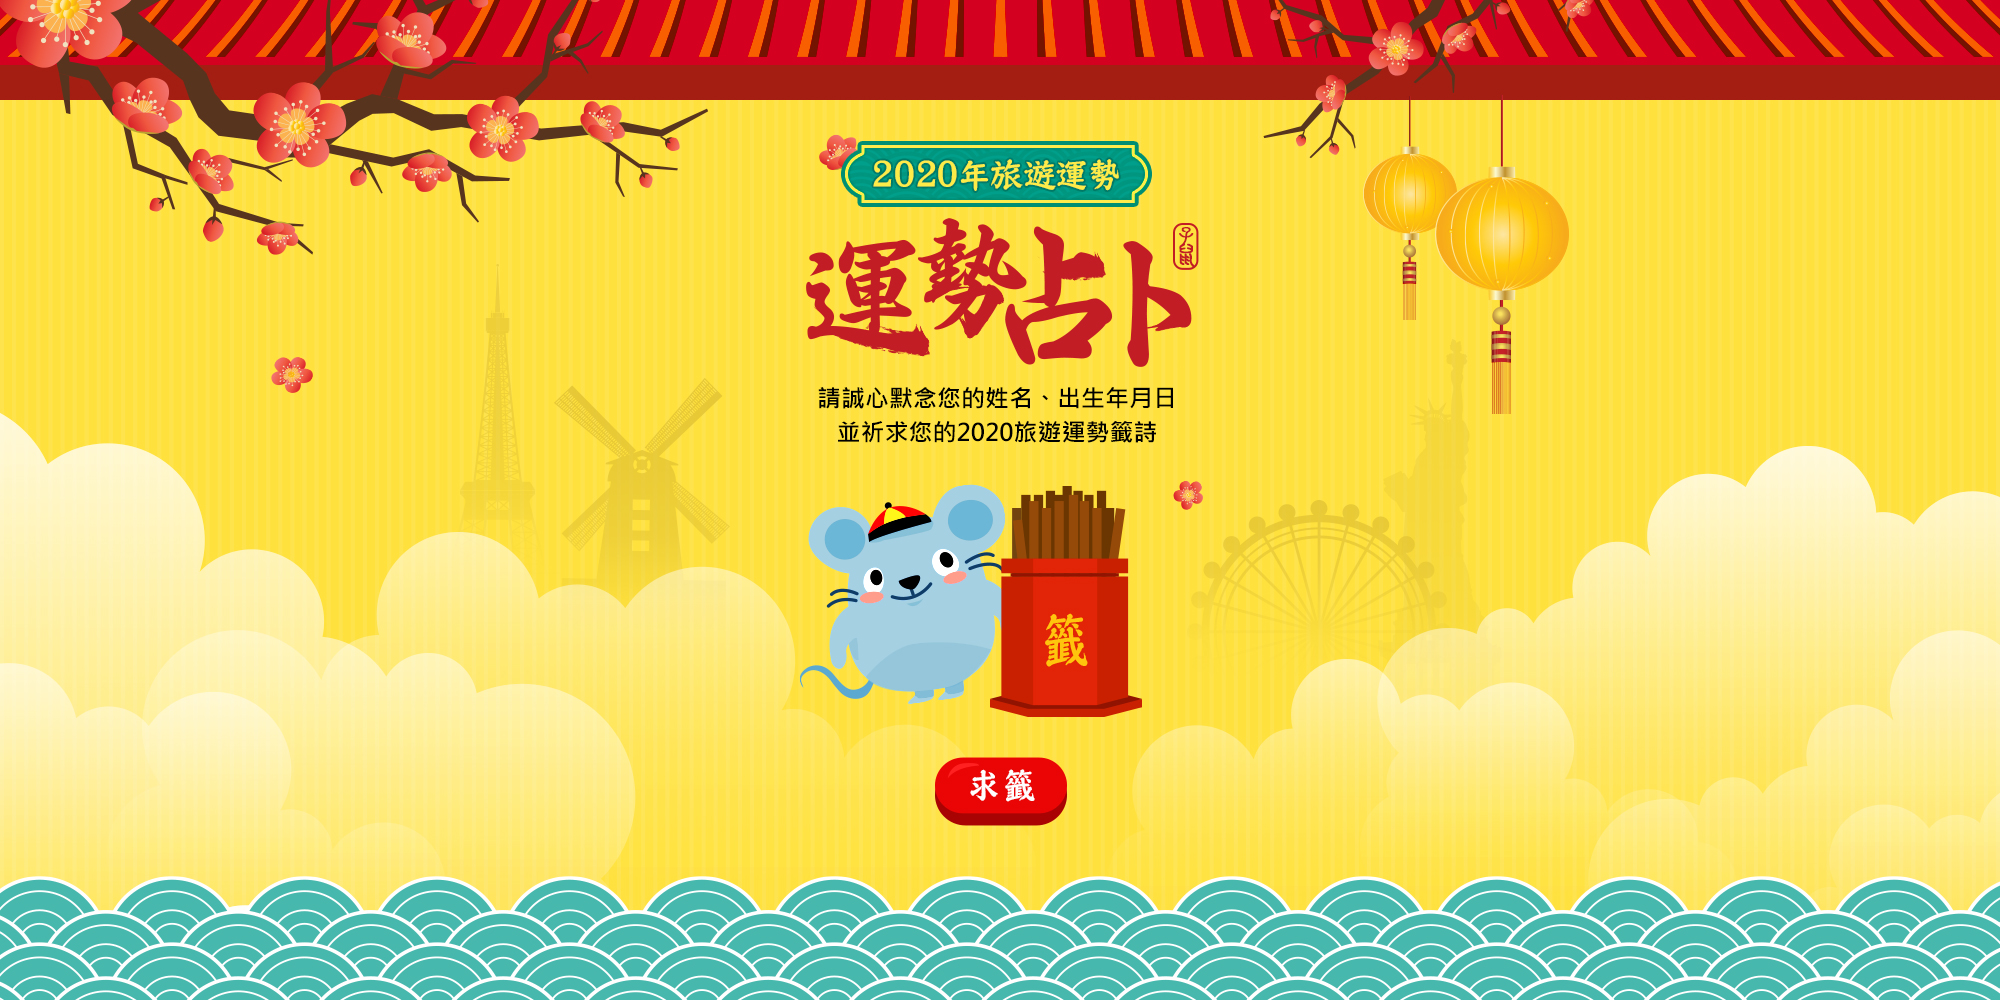 2020年旅遊運勢
運勢占卜
子鼠
請誠心默念您的姓名、出生年月日
並祈求您的2020旅遊運勢籤詩
籤
求籤